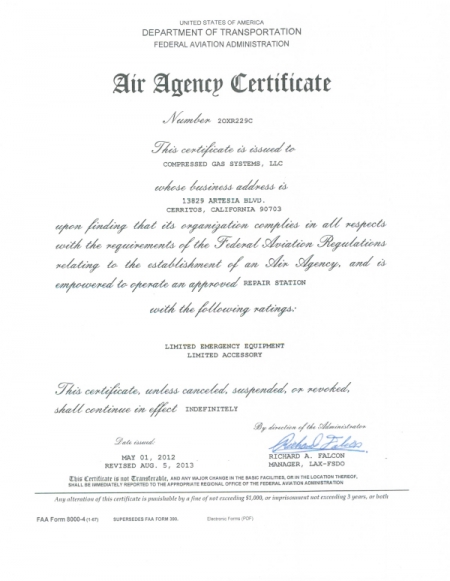 UNITED STATES OF AMERICA
DEPARTMENT OF TRANSPORTATION
FEDERAL AVIATION ADMINISTRATION
Air Agency Certificate
Number 2OXR229C
This certificate is issued to
COMPRESSED GAS SYSTEMS, LLC
whose business address is
13829 ARTESIA BLVD.
CERRITOS, CALIFORNIA 90703
upon finding that its organization complies in all respects
with the requirements of the Federal Aviation Regulations
relating to the establishment of an Air Agency, and is
empowered to operate an approved REPAIR STATION
with the following ratings:
LIMITED EMERGENCY EQUIPMENT
LIMITED ACCESSORY
This certificate, unless canceled, suspended, or revoked,
shall continue in effect INDEFINITELY
By direction of the Administrator
Date issued:
Richard Falcon
MAY 01, 2012
RICHARD A. FALCON
REVISED AUG. 5, 2013
MANAGER, LAX-FSDO
This Certificate is not Transferable, AND ANY MAJOR CHANGE IN THE BASIC FACILITIES, OR IN THE LOCATION THEREOF,
SHALL BE IMMEDIATELY REPORTED TO THE APPROPRIATE REGIONAL OFFICE OF THE FEDERAL AVIATION ADMINISTRATION
Any alteration of this certificate is punishable by a fine of not exceeding $1,000, or imprisonment not exceeding 3 years, or both
FAA Form 8000-4 (1-67) SUPERSEDES FAA FORM 390. Electronic Forms (PDF)